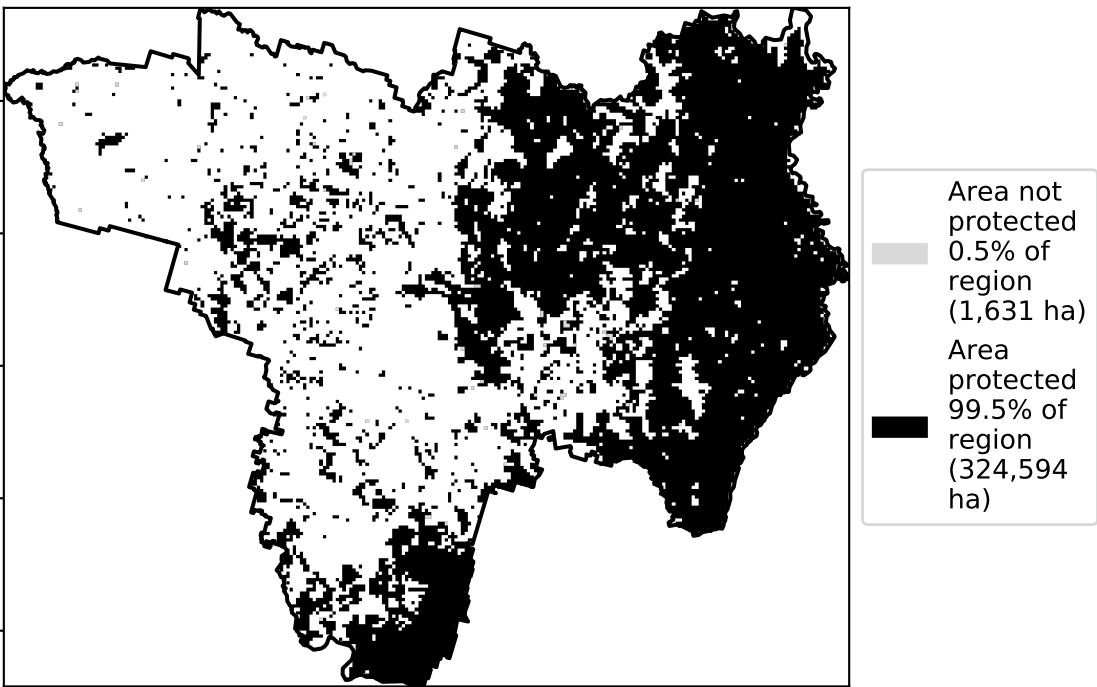 Area not
protected
0.5% of
region
(1,631 ha)
Area
protected
99.5% of
region
(324,594
ha)